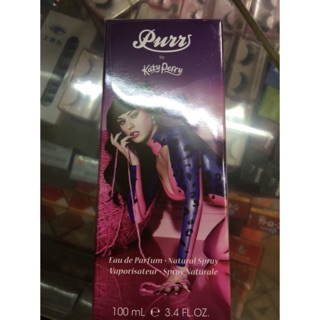 Purr
by
Katy Perry
Eau de Parfum • Natural Spray
Vaporisateur • Spray Naturale
100 mL e 3.4 FL.OZ.